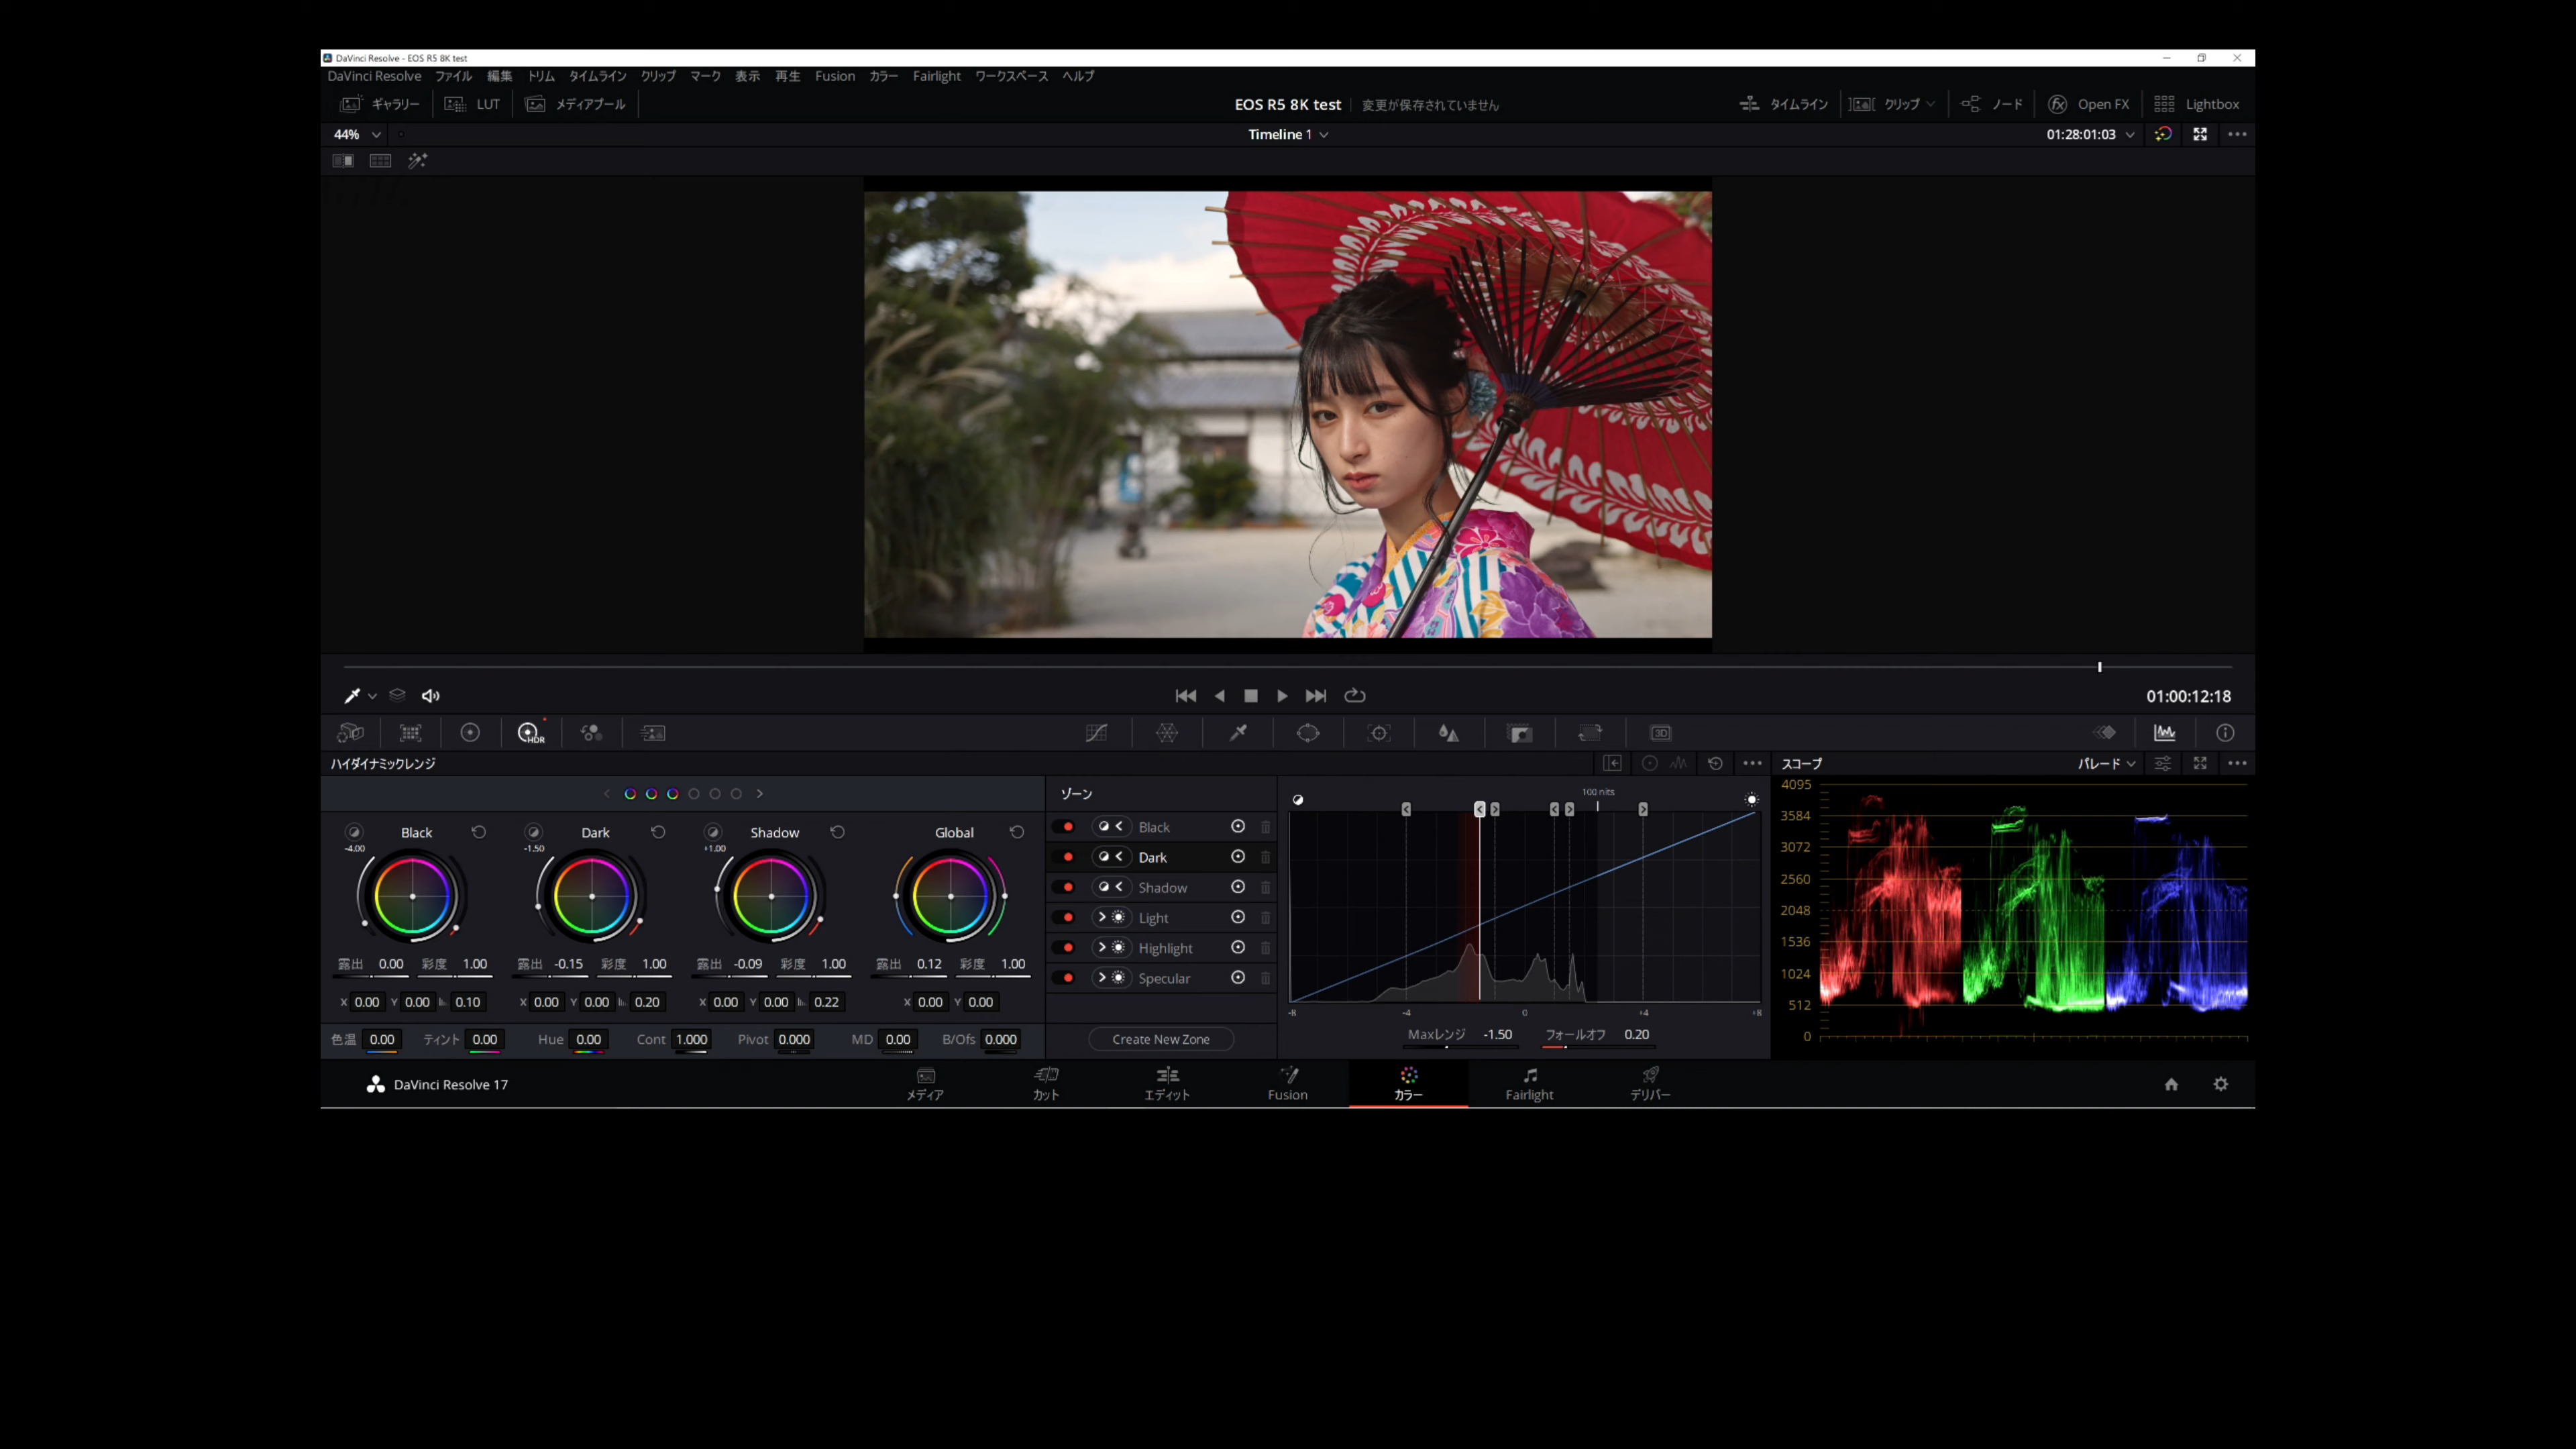 DaVinci Resolve - EOS R5 8K test
DaVinci Resolve ファイル 編集 トリム タイムライン クリップ マーク 表示 再生 Fusion カラー Fairlight ワークスペース ヘルプ
ギャラリー LUT メディアプール EOS R5 8K test 変更が保存されていません タイムライン クリップ ノード Open FX Lightbox
44% Timeline 1 01:28:01:03
01:00:12:18
HDR 3D
ハイダイナミックレンジ スコープ パレード
ゾーン 100 nits
Black Dark Shadow Global
-4.00 -1.50 +1.00
露出 0.00 彩度 1.00 露出 -0.15 彩度 1.00 露出 -0.09 彩度 1.00 露出 0.12 彩度 1.00
X 0.00 Y 0.00 0.10 X 0.00 Y 0.00 0.20 X 0.00 Y 0.00 0.22 X 0.00 Y 0.00
色温 0.00 ティント 0.00 Hue 0.00 Cont 1.000 Pivot 0.000 MD 0.00 B/Ofs 0.000
Black
Dark
Shadow
Light
Highlight
Specular
Create New Zone
-8 -4 0 +4 +8
Maxレンジ -1.50 フォールオフ 0.20
4095
3584
3072
2560
2048
1536
1024
512
0
DaVinci Resolve 17 メディア カット エディット Fusion カラー Fairlight デリバー